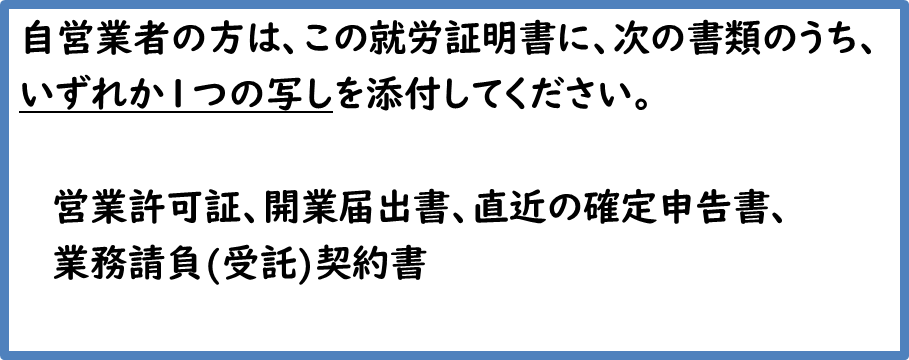 自営業者の方は、この就労証明書に、次の書類のうち、
いずれか1つの写しを添付してください。
営業許可証、開業届出書、直近の確定申告書、
業務請負(受託)契約書